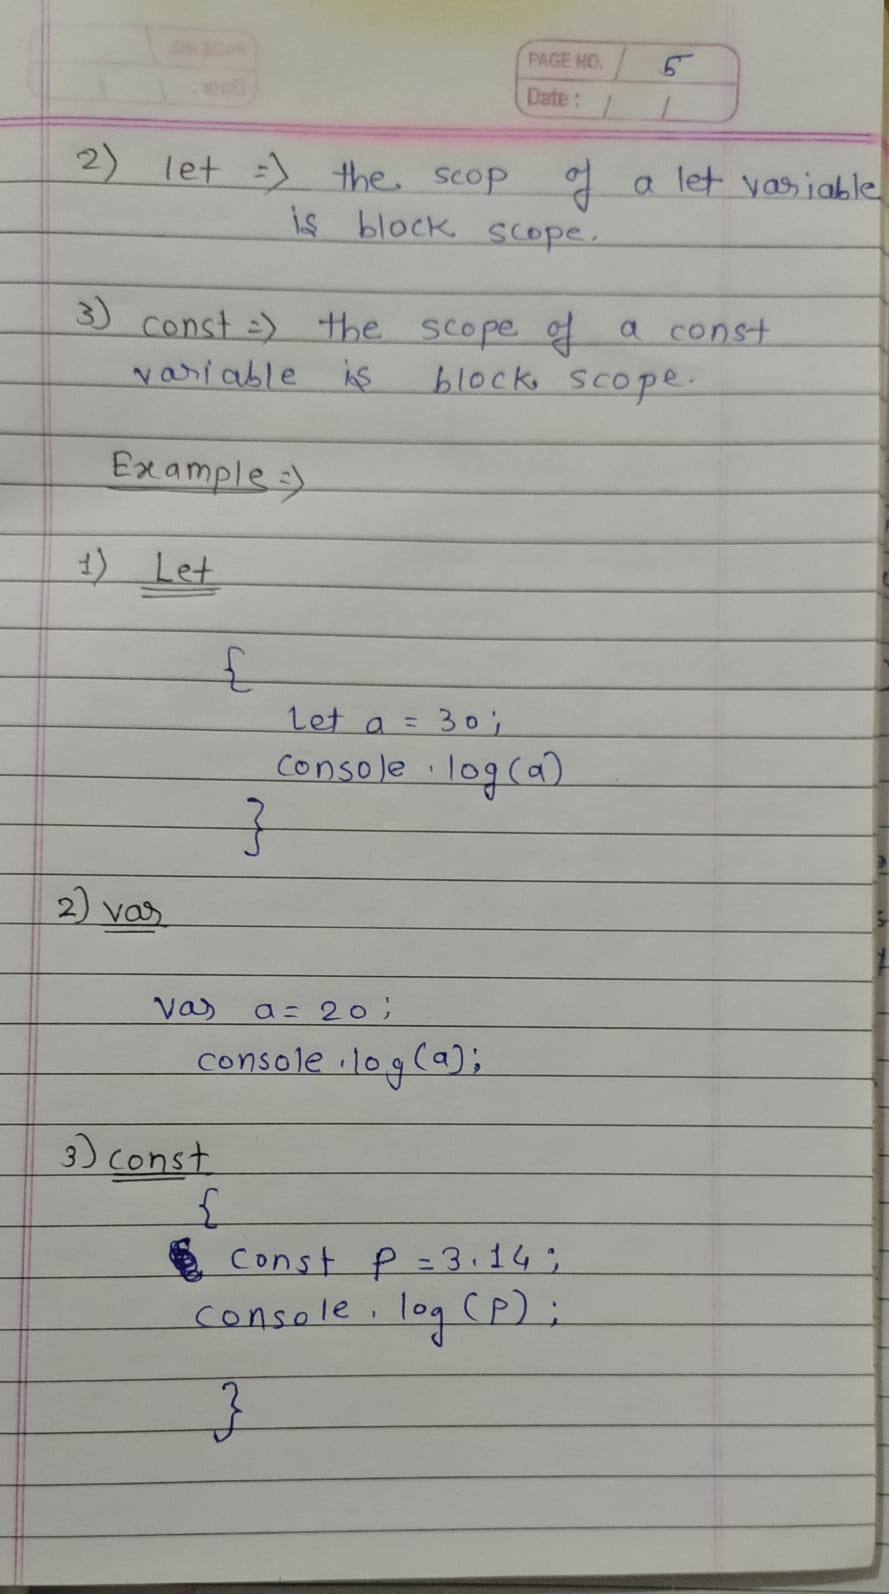 PAGE NO. 5
Date : / /
2) let => the scop of a let variable
is block scope.
3) const => the scope of a const
variable is block scope.
Example =>
1) Let
{
Let a = 30;
console.log(a)
}
2) var
var a = 20;
console.log(a);
3) const
{
const p = 3.14;
console.log(p);
}